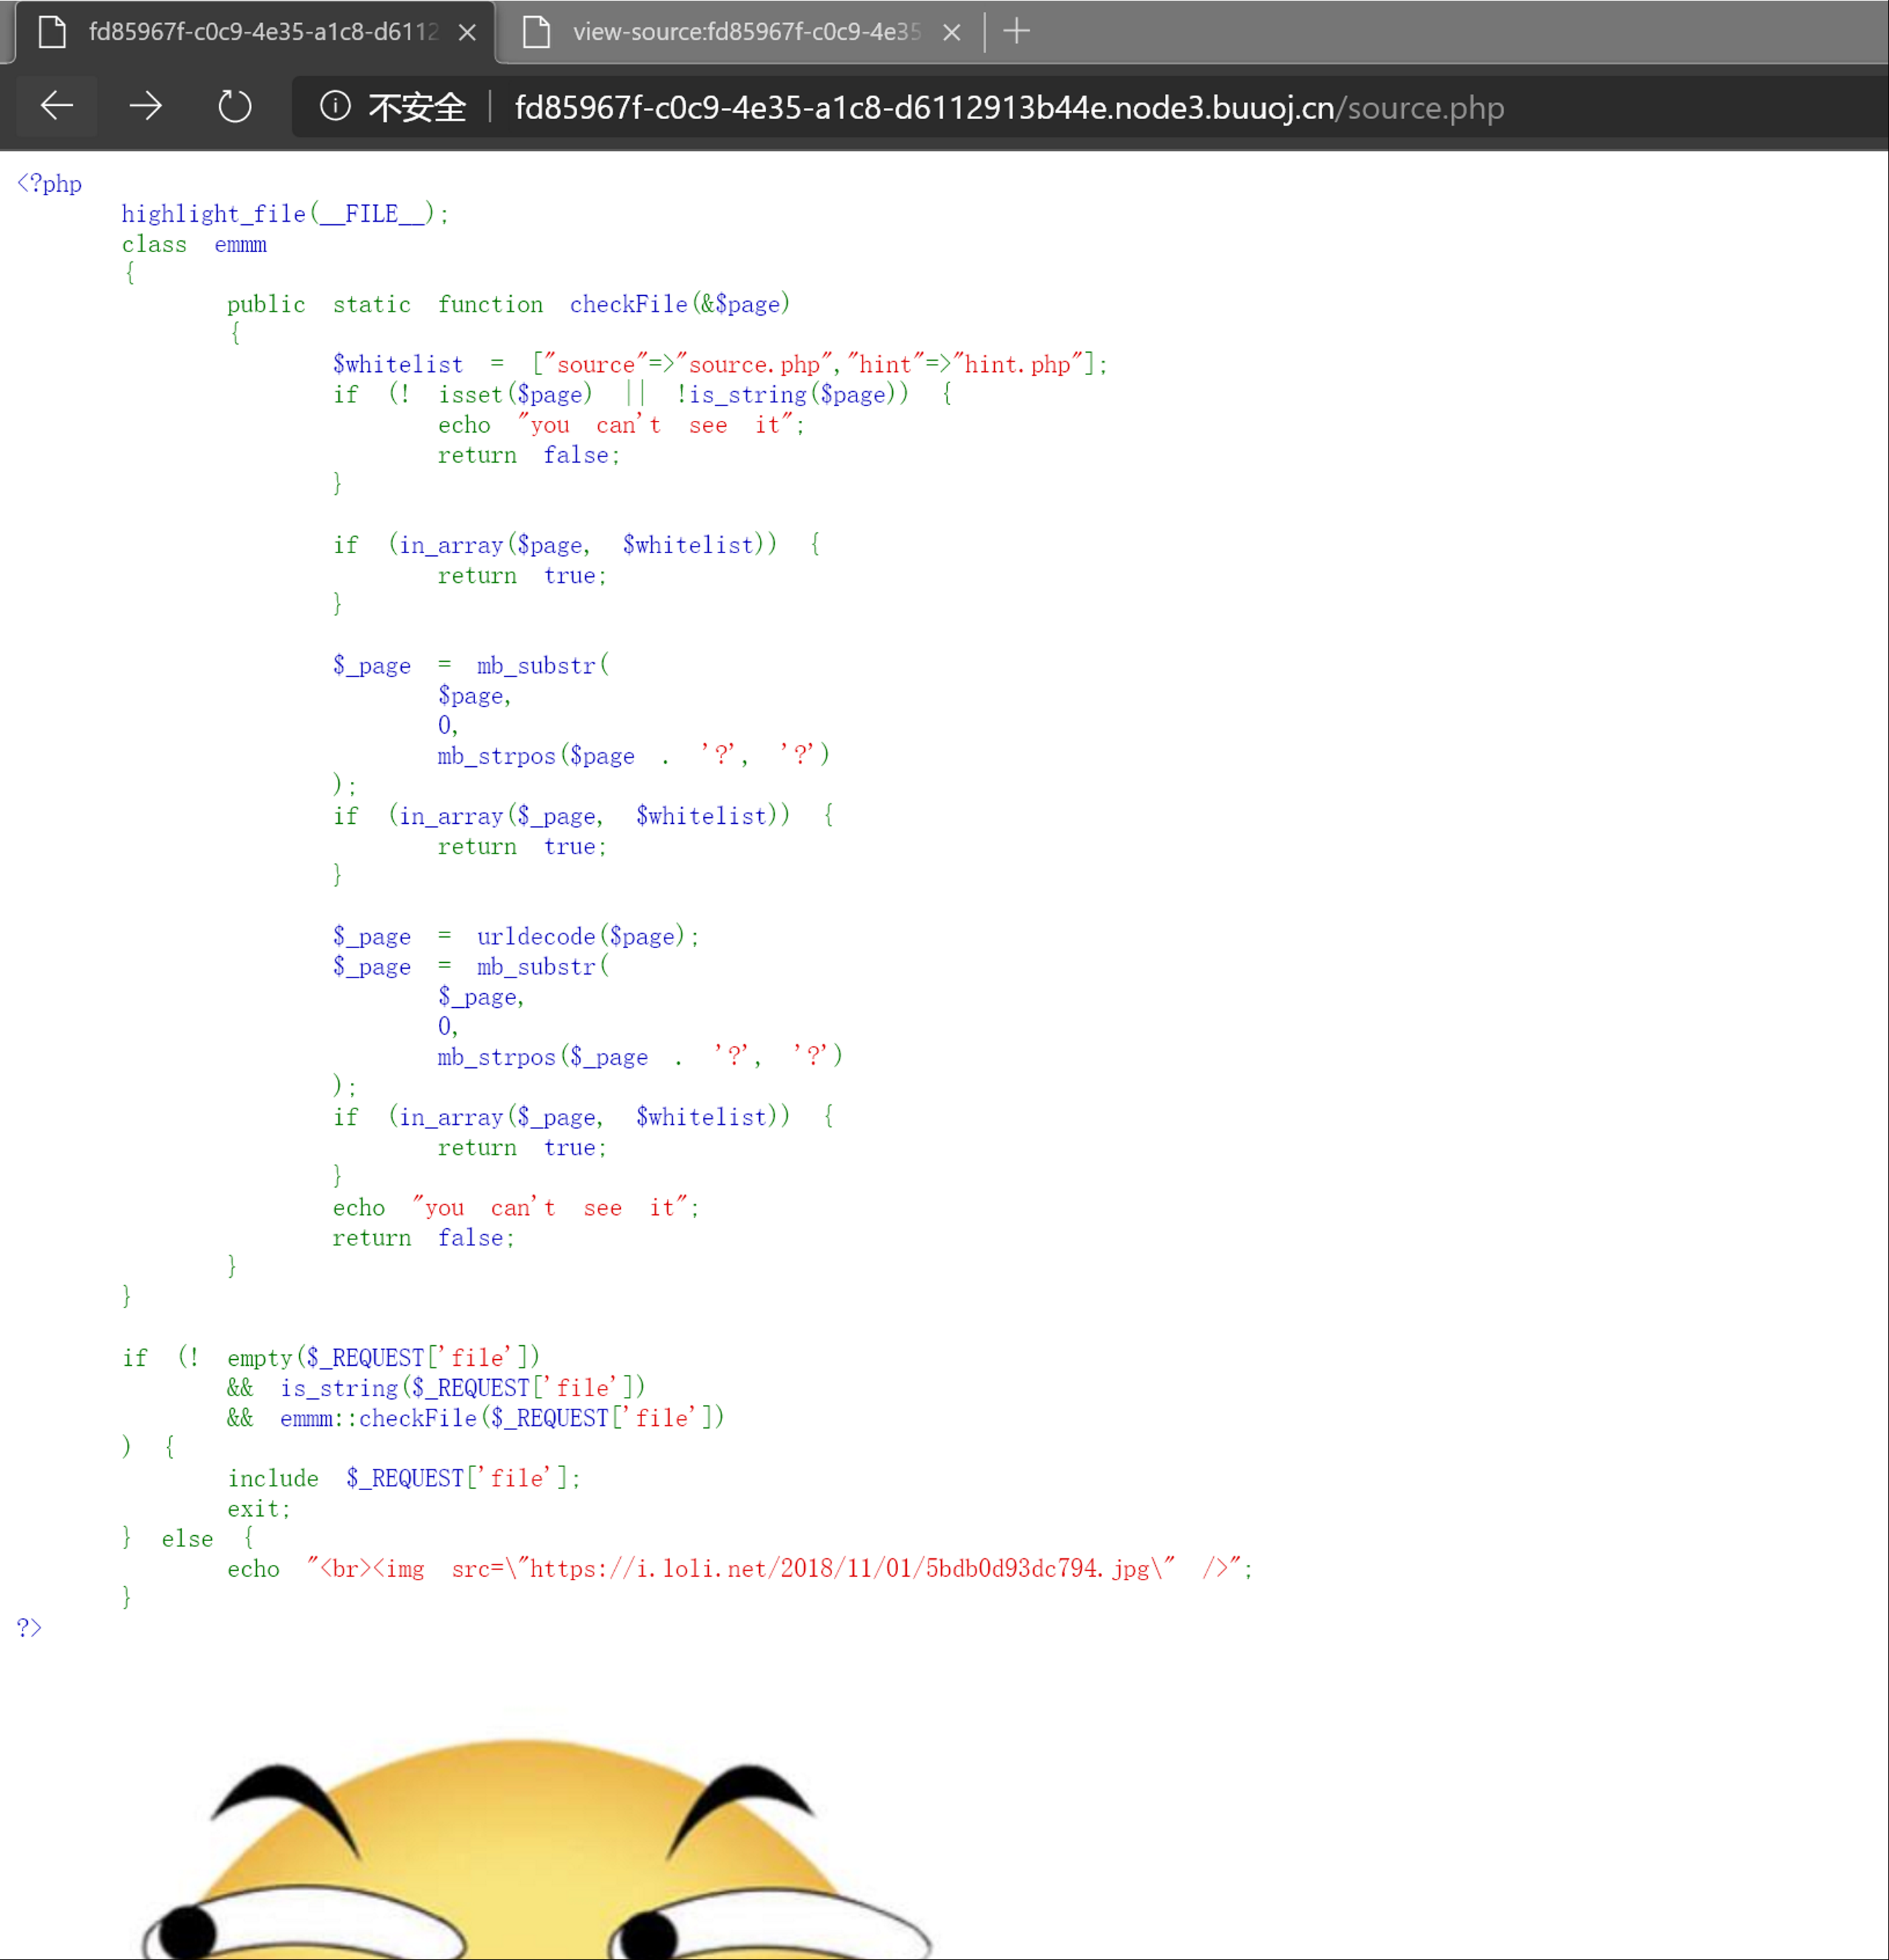 fd85967f-c0c9-4e35-a1c8-d6112
view-source:fd85967f-c0c9-4e35
不安全 fd85967f-c0c9-4e35-a1c8-d6112913b44e.node3.buuoj.cn/source.php
<?php
highlight_file(__FILE__);
class emmm
{
public static function checkFile(&$page)
{
$whitelist = ["source"=>"source.php","hint"=>"hint.php"];
if (! isset($page) || !is_string($page)) {
echo "you can't see it";
return false;
}
if (in_array($page, $whitelist)) {
return true;
}
$_page = mb_substr(
$page,
0,
mb_strpos($page . '?', '?')
);
if (in_array($_page, $whitelist)) {
return true;
}
$_page = urldecode($page);
$_page = mb_substr(
$_page,
0,
mb_strpos($_page . '?', '?')
);
if (in_array($_page, $whitelist)) {
return true;
}
echo "you can't see it";
return false;
}
}
if (! empty($_REQUEST['file'])
&& is_string($_REQUEST['file'])
&& emmm::checkFile($_REQUEST['file'])
) {
include $_REQUEST['file'];
exit;
} else {
echo "<br><img src=\"https://i.loli.net/2018/11/01/5bdb0d93dc794.jpg\" />";
}
?>